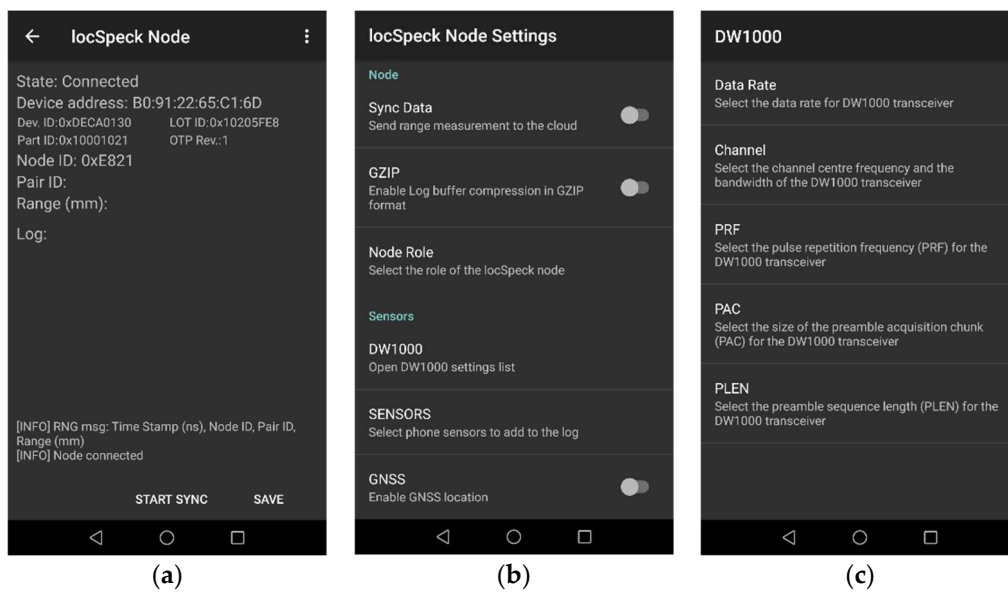 locSpeck Node
State: Connected
Device address: B0:91:22:65:C1:6D
Dev. ID:0xDECA0130 LOT ID:0x10205FE8
Part ID:0x10001021 OTP Rev.:1
Node ID: 0xE821
Pair ID:
Range (mm):
Log:
[INFO] RNG msg: Time Stamp (ns), Node ID, Pair ID,
Range (mm)
[INFO] Node connected
START SYNC SAVE
(a)
locSpeck Node Settings
Node
Sync Data
Send range measurement to the cloud
GZIP
Enable Log buffer compression in GZIP
format
Node Role
Select the role of the locSpeck node
Sensors
DW1000
Open DW1000 settings list
SENSORS
Select phone sensors to add to the log
GNSS
Enable GNSS location
(b)
DW1000
Data Rate
Select the data rate for DW1000 transceiver
Channel
Select the channel centre frequency and the
bandwidth of the DW1000 transceiver
PRF
Select the pulse repetition frequency (PRF) for the
DW1000 transceiver
PAC
Select the size of the preamble acquisition chunk
(PAC) for the DW1000 transceiver
PLEN
Select the preamble sequence length (PLEN) for the
DW1000 transceiver
(c)